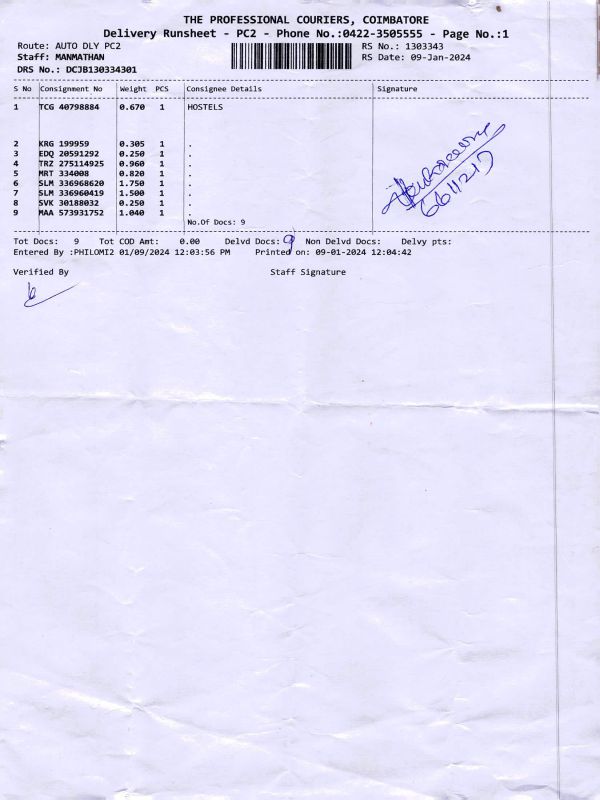 THE PROFESSIONAL COURIERS, COIMBATORE
Delivery Runsheet - PC2 - Phone No.:0422-3505555 - Page No.:1
Route: AUTO DLY PC2 RS No.: 1303343
Staff: MANMATHAN RS Date: 09-Jan-2024
DRS No.: DCJB130334301
S No Consignment No Weight PCS Consignee Details Signature
1 TCG 40798884 0.670 1 HOSTELS
2 KRG 199959 0.305 1 .
3 EDQ 20591292 0.250 1 .
4 TRZ 275114925 0.960 1 .
5 MRT 334008 0.820 1 .
6 SLM 336968620 1.750 1 .
7 SLM 336960419 1.500 1 .
8 SVK 30188032 0.250 1 .
9 MAA 573931752 1.040 1 .
No.Of Docs: 9
Tot Docs: 9 Tot COD Amt: 0.00 Delvd Docs: 9 Non Delvd Docs: Delvy pts:
Entered By :PHILOMI2 01/09/2024 12:03:56 PM Printed on: 09-01-2024 12:04:42
Verified By Staff Signature